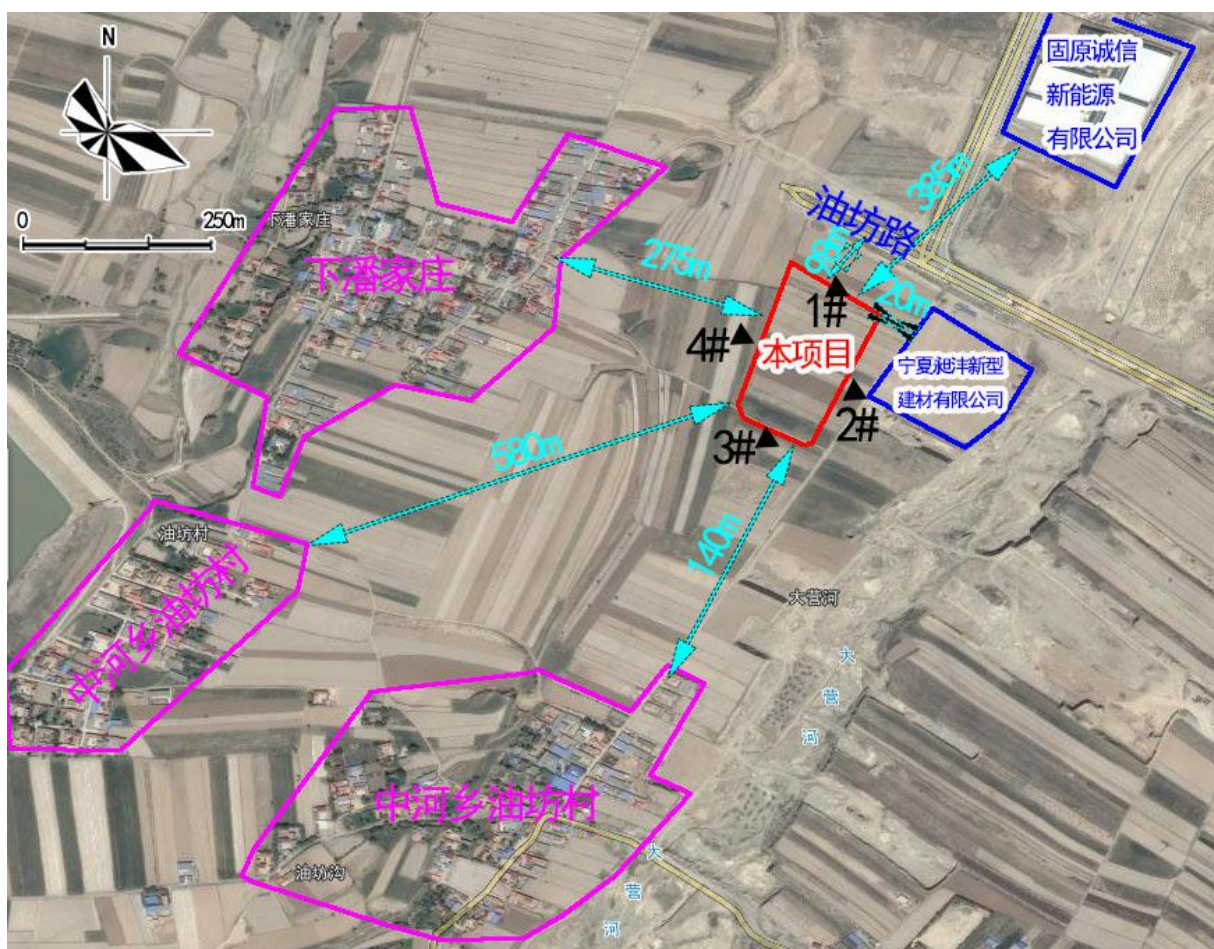 N
0
250m
固原诚信
新能源
有限公司
385m
油坊路
下潘家庄
下潘家庄
275m
20m
1#
4#
本项目
宁夏昶沣新型
建材有限公司
2#
3#
580m
140m
油坊村
中河乡油坊村
大营河
大
营
河
中河乡油坊村
油坊沟
大
营
河